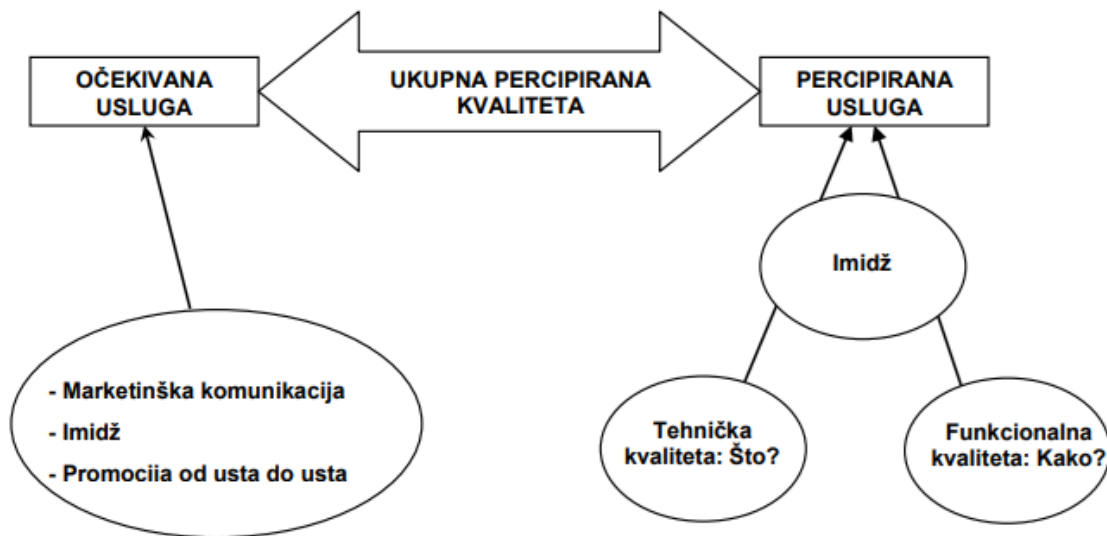 OČEKIVANA
USLUGA
UKUPNA PERCIPIRANA
KVALITETA
PERCIPIRANA
USLUGA
Imidž
- Marketinška komunikacija
- Imidž
- Promociia od usta do usta
Tehnička
kvaliteta: Što?
Funkcionalna
kvaliteta: Kako?